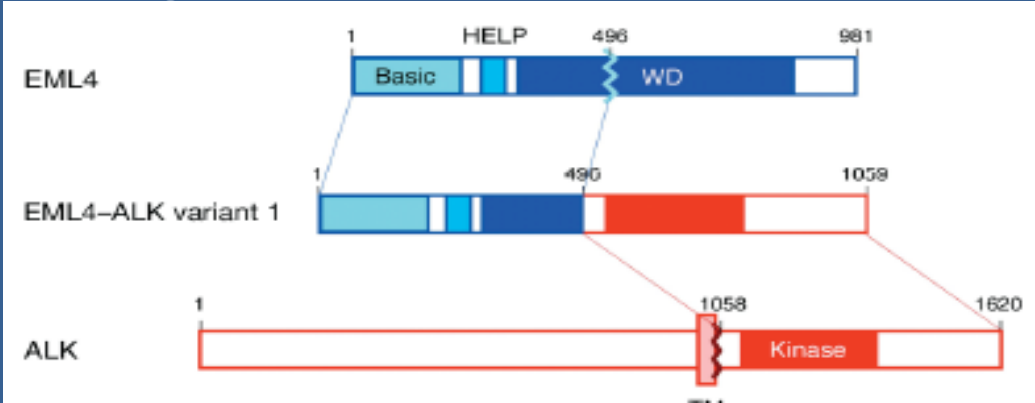 1 HELP 496 981
EML4 Basic WD
1 496 1059
EML4–ALK variant 1
1 1058 1620
ALK Kinase
TM